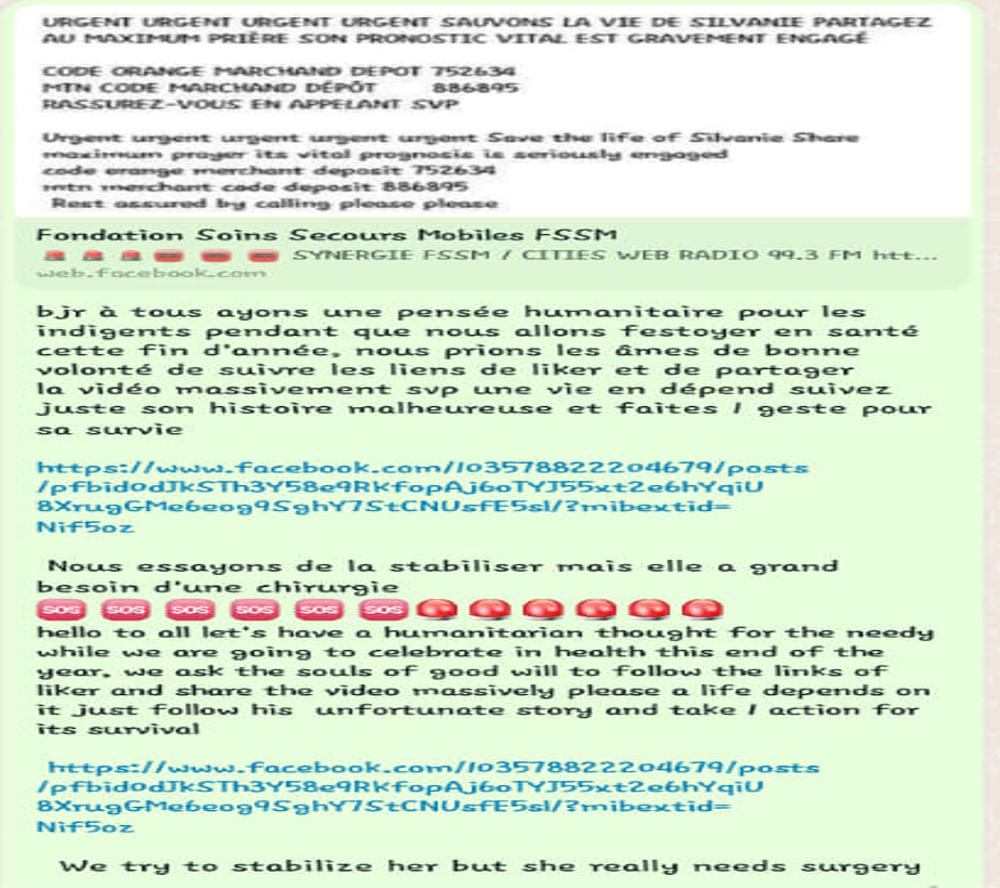 URGENT URGENT URGENT URGENT SAUVONS LA VIE DE SILVANIE PARTAGEZ
AU MAXIMUM PRIÈRE SON PRONOSTIC VITAL EST GRAVEMENT ENGAGÉ
CODE ORANGE MARCHAND DEPOT 752634
MTN CODE MARCHAND DÉPÔT 886895
RASSUREZ-VOUS EN APPELANT SVP
Urgent urgent urgent urgent urgent Save the life of Silvanie Share
maximum prayer its vital prognosis is seriously engaged
code orange merchant deposit 752634
mtn merchant code deposit 886895
Rest assured by calling please please
Fondation Soins Secours Mobiles FSSM
SYNERGIE FSSM / CITIES WEB RADIO 99.3 FM htt...
web.facebook.com
bjr à tous ayons une pensée humanitaire pour les
indigents pendant que nous allons festoyer en santé
cette fin d'année, nous prions les âmes de bonne
volonté de suivre les liens de liker et de partager
la vidéo massivement svp une vie en dépend suivez
juste son histoire malheureuse et faites 1 geste pour
sa survie
https://www.facebook.com/103578822204679/posts
/pfbid0dJkSTh3Y58e9RKfopAj6oTYJ55xt2e6hYqiU
8XrugGMe6eog9SghY7StCNUsfE5sl/?mibextid=
Nif5oz
Nous essayons de la stabiliser mais elle a grand
besoin d'une chirurgie
SOS SOS SOS SOS SOS SOS
hello to all let's have a humanitarian thought for the needy
while we are going to celebrate in health this end of the
year, we ask the souls of good will to follow the links of
liker and share the video massively please a life depends on
it just follow his unfortunate story and take 1 action for
its survival
https://www.facebook.com/103578822204679/posts
/pfbid0dJkSTh3Y58e9RKfopAj6oTYJ55xt2e6hYqiU
8XrugGMe6eog9SghY7StCNUsfE5sl/?mibextid=
Nif5oz
We try to stabilize her but she really needs surgery